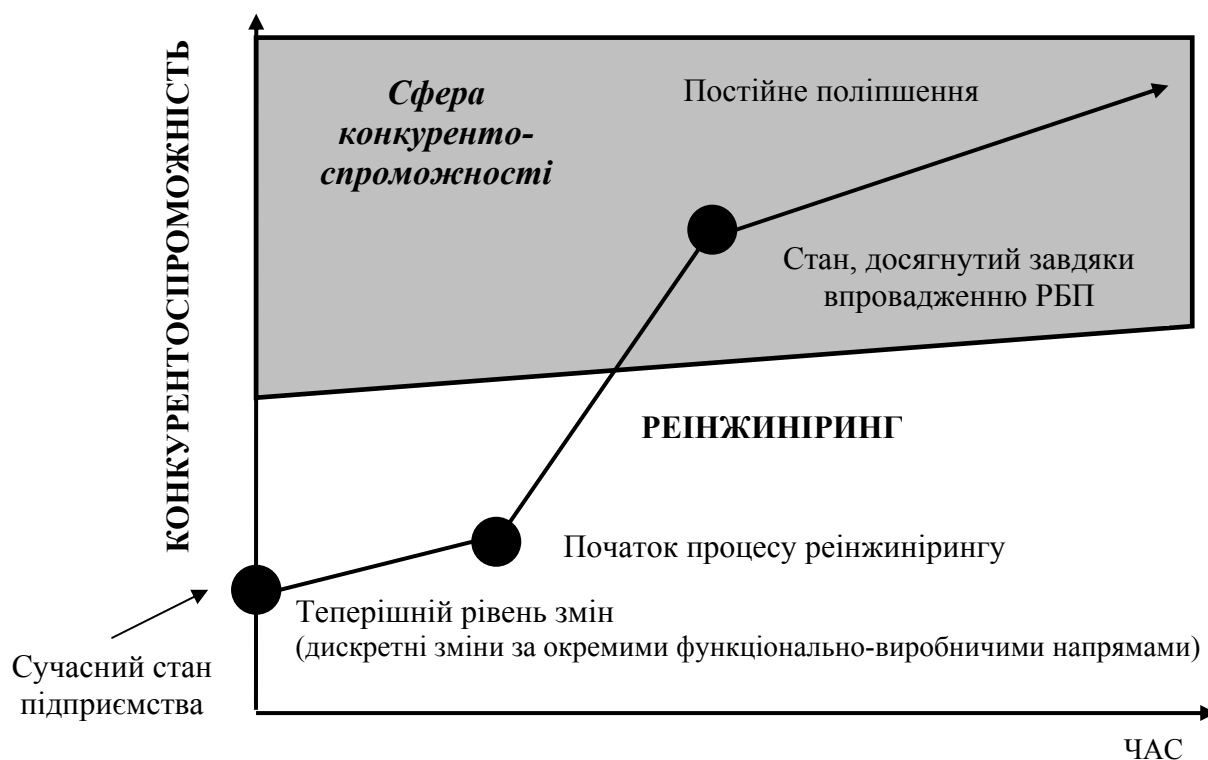 КОНКУРЕНТОСПРОМОЖНІСТЬ
Сфера
конкуренто-
спроможності
Постійне поліпшення
Стан, досягнутий завдяки
впровадженню РБП
РЕІНЖИНІРИНГ
Початок процесу реінжинірингу
Теперішній рівень змін
(дискретні зміни за окремими функціонально-виробничими напрямами)
Сучасний стан
підприємства
ЧАС